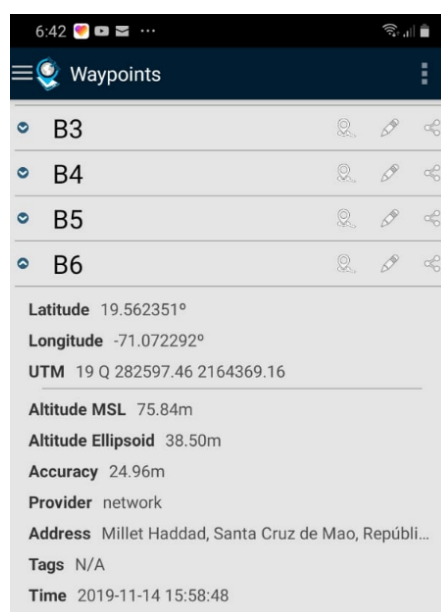 6:42
Waypoints
B3
B4
B5
B6
Latitude 19.562351º
Longitude -71.072292º
UTM 19 Q 282597.46 2164369.16
Altitude MSL 75.84m
Altitude Ellipsoid 38.50m
Accuracy 24.96m
Provider network
Address Millet Haddad, Santa Cruz de Mao, Repúbli...
Tags N/A
Time 2019-11-14 15:58:48